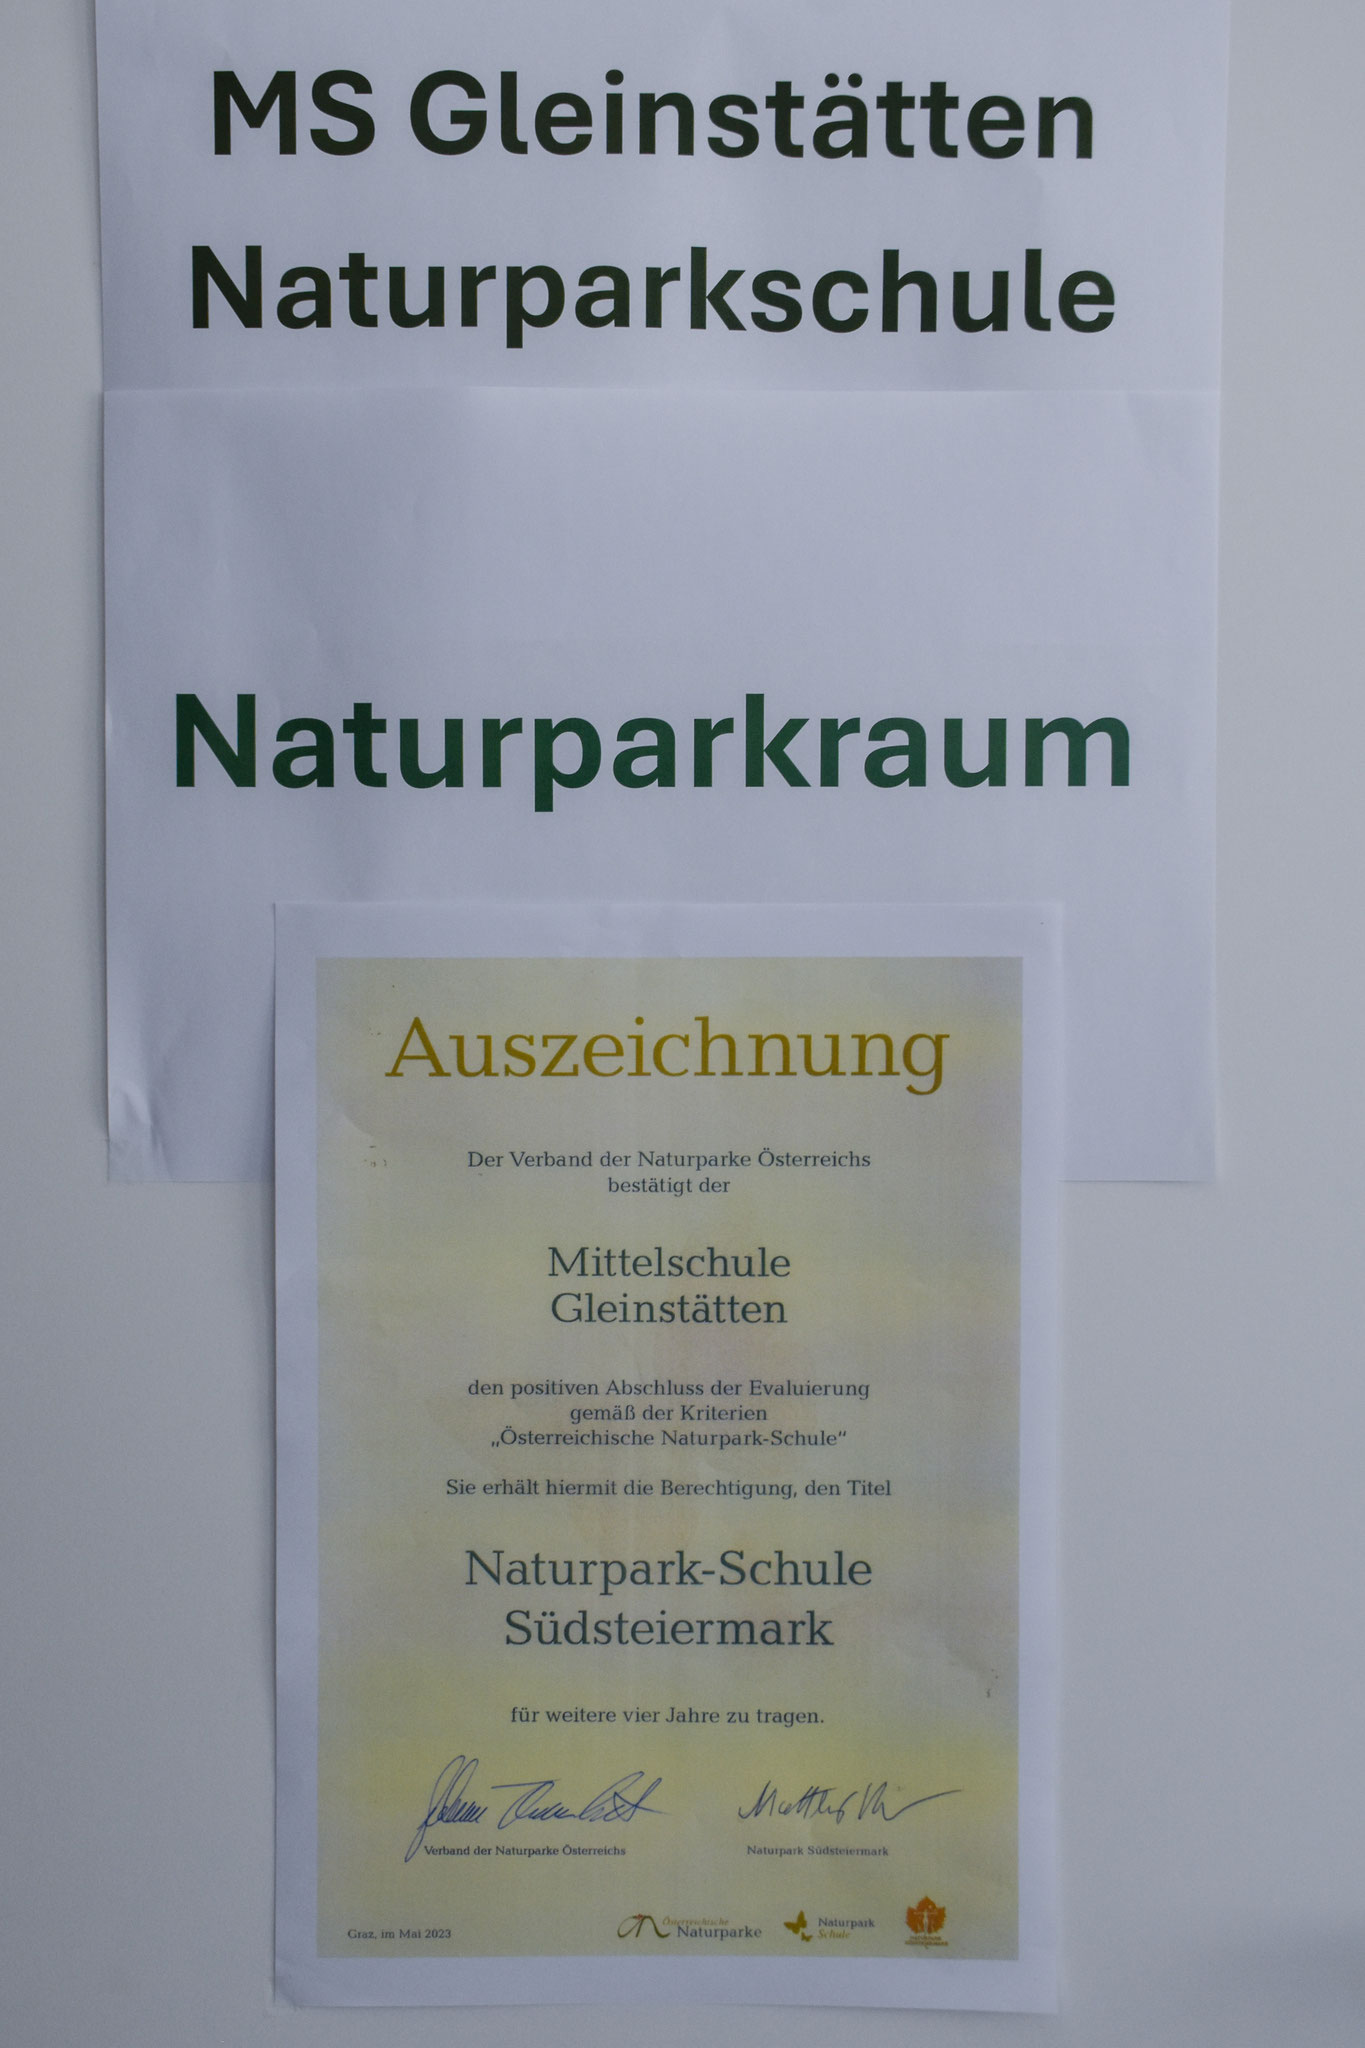 MS Gleinstätten
Naturparkschule
Naturparkraum
Auszeichnung
Der Verband der Naturparke Österreichs
bestätigt der
Mittelschule
Gleinstätten
den positiven Abschluss der Evaluierung
gemäß der Kriterien
„Österreichische Naturpark-Schule“
Sie erhält hiermit die Berechtigung, den Titel
Naturpark-Schule
Südsteiermark
für weitere vier Jahre zu tragen.
Verband der Naturparke Österreichs
Naturpark Südsteiermark
Graz, im Mai 2023
Österreichische
Naturparke
Naturpark
Schule